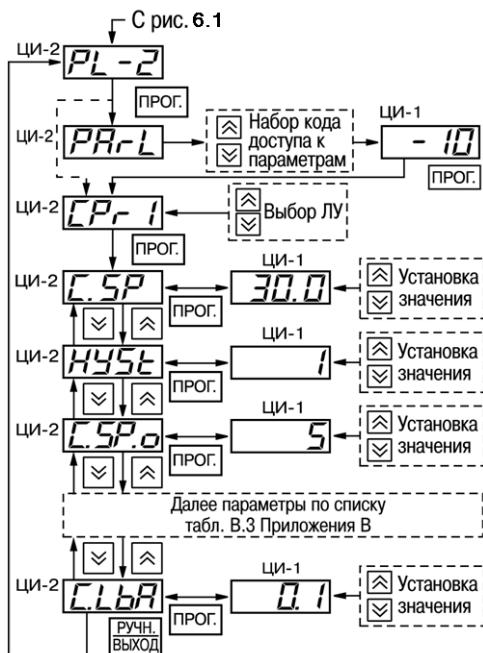 С рис. 6.1
ЦИ-2 PL-2
ПРОГ.
ЦИ-2 PArL
Набор кода
доступа к
параметрам
ЦИ-1
- 10
ПРОГ.
ЦИ-2 CPr 1
Выбор ЛУ
ПРОГ.
ЦИ-2 C.SP
ЦИ-1
30.0
Установка
значения
ПРОГ.
ЦИ-2 HYSt
ЦИ-1
1
Установка
значения
ПРОГ.
ЦИ-2 C.SP.o
ЦИ-1
5
Установка
значения
ПРОГ.
Далее параметры по списку
табл. В.3 Приложения В
ЦИ-2 C.LbA
ЦИ-1
0.1
Установка
значения
ПРОГ.
РУЧН.
ВЫХОД